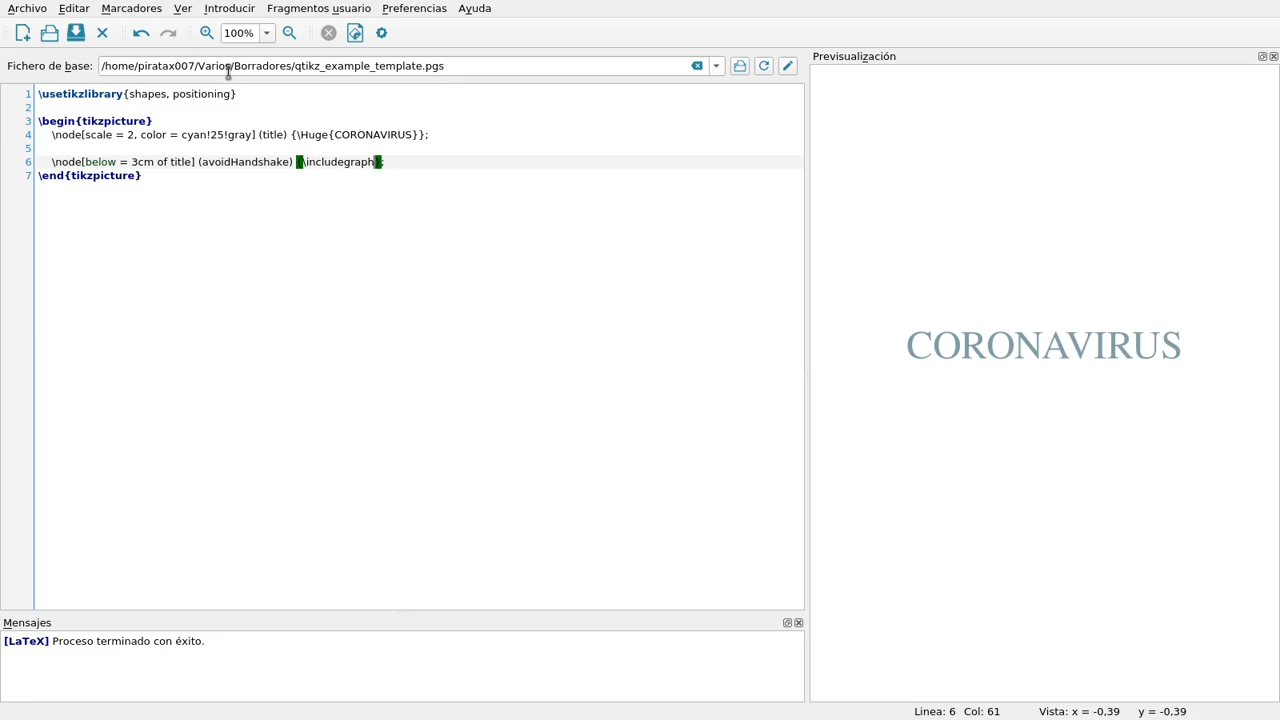 Archivo Editar Marcadores Ver Introducir Fragmentos usuario Preferencias Ayuda
100%
Fichero de base: /home/piratax007/Varios/Borradores/qtikz_example_template.pgs
Previsualización
1 \usetikzlibrary{shapes, positioning}
2
3 \begin{tikzpicture}
4 \node[scale = 2, color = cyan!25!gray] (title) {\Huge{CORONAVIRUS}};
5
6 \node[below = 3cm of title] (avoidHandshake) {\includegraph};
7 \end{tikzpicture}
CORONAVIRUS
Mensajes
[LaTeX] Proceso terminado con éxito.
Linea: 6 Col: 61 Vista: x = -0,39 y = -0,39